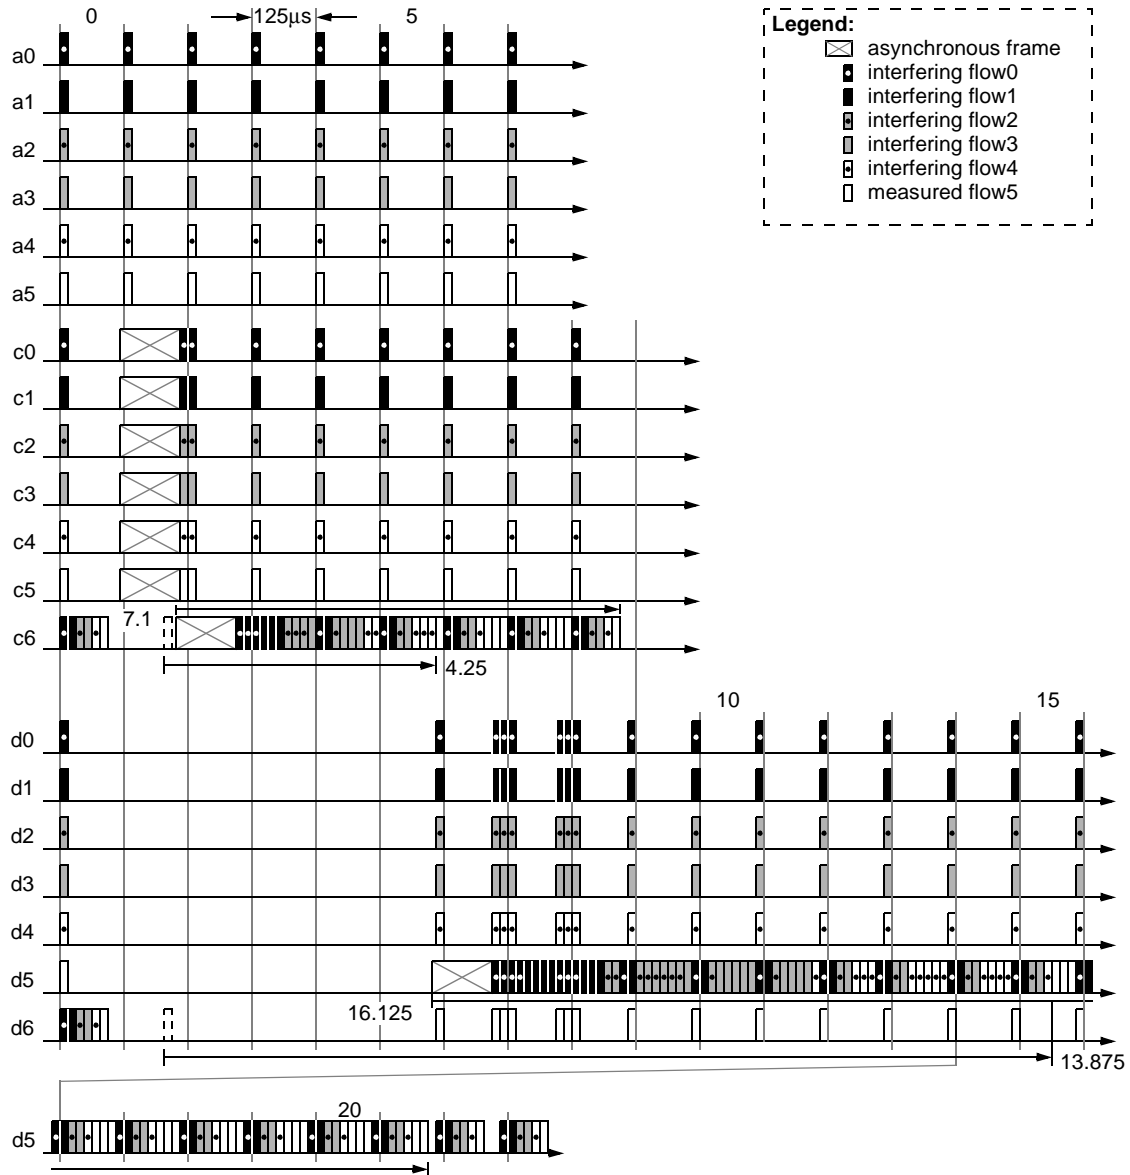 0
125μs
5
a0
a1
a2
a3
a4
a5
Legend:
asynchronous frame
interfering flow0
interfering flow1
interfering flow2
interfering flow3
interfering flow4
measured flow5
c0
c1
c2
c3
c4
c5
7.1
c6
4.25
10
15
d0
d1
d2
d3
d4
d5
16.125
d6
13.875
20
d5